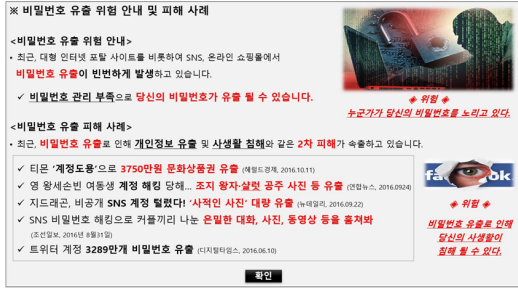 ※ 비밀번호 유출 위험 안내 및 피해 사례
<비밀번호 유출 위험 안내>
• 최근, 대형 인터넷 포탈 사이트를 비롯하여 SNS, 온라인 쇼핑몰에서
비밀번호 유출이 빈번하게 발생하고 있습니다.
✓ 비밀번호 관리 부족으로 당신의 비밀번호가 유출 될 수 있습니다.
◈ 위험 ◈
누군가가 당신의 비밀번호를 노리고 있다.
<비밀번호 유출 피해 사례>
• 최근, 비밀번호 유출로 인해 개인정보 유출 및 사생활 침해와 같은 2차 피해가 속출하고 있습니다.
✓ 티몬 '계정도용'으로 3750만원 문화상품권 유출 (헤럴드경제, 2016.10.11)
✓ 영 왕세손빈 여동생 계정 해킹 당해... 조지 왕자·샬럿 공주 사진 등 유출 (연합뉴스, 2016.0924)
✓ 지드래곤, 비공개 SNS 계정 털렸다! '사적인 사진' 대량 유출 (뉴데일리, 2016.09.22)
✓ SNS 비밀번호 해킹으로 커플끼리 나눈 은밀한 대화, 사진, 동영상 등을 훔쳐봐
(조선일보, 2016년 8월31일)
✓ 트위터 계정 3289만개 비밀번호 유출 (디지털타임스, 2016.06.10)
fa ok
◈ 위험 ◈
비밀번호 유출로 인해
당신의 사생활이
침해 될 수 있다.
확인